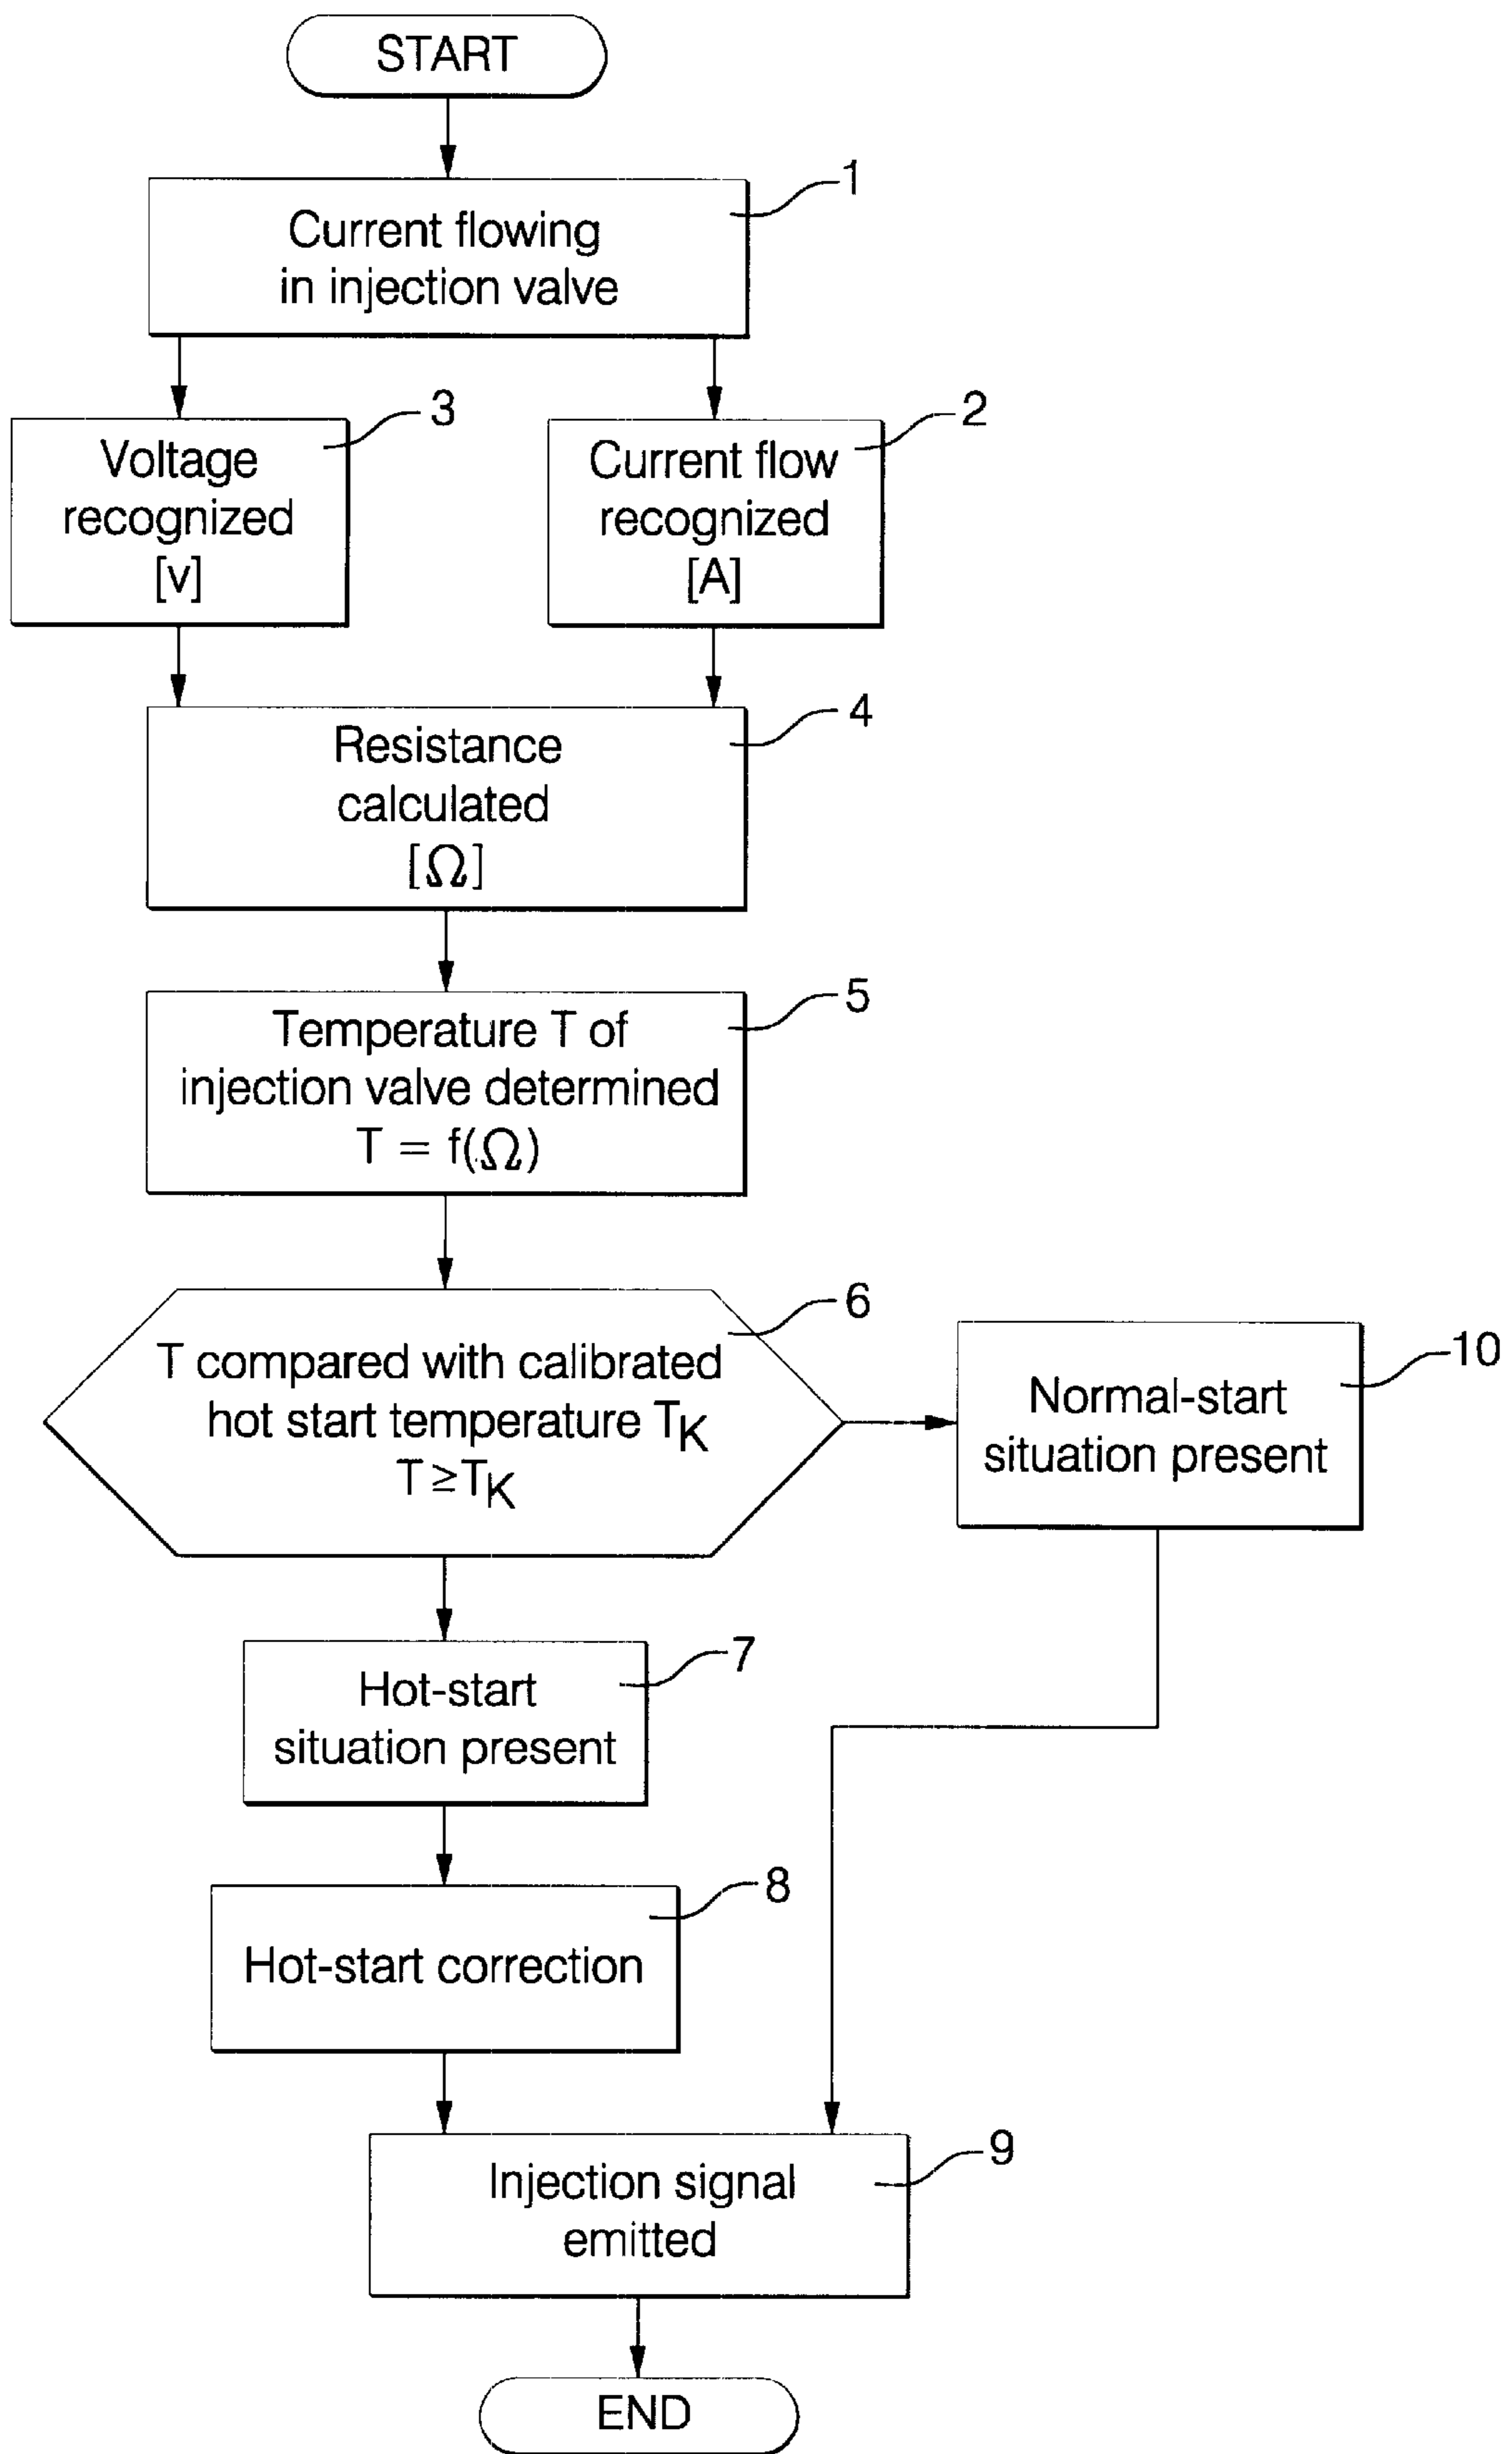 START
1
Current flowing
in injection valve
3
Voltage
recognized
[v]
2
Current flow
recognized
[A]
4
Resistance
calculated
[Ω]
5
Temperature T of
injection valve determined
T = f(Ω)
6
T compared with calibrated
hot start temperature TK
T ≥TK
10
Normal-start
situation present
7
Hot-start
situation present
8
Hot-start correction
9
Injection signal
emitted
END